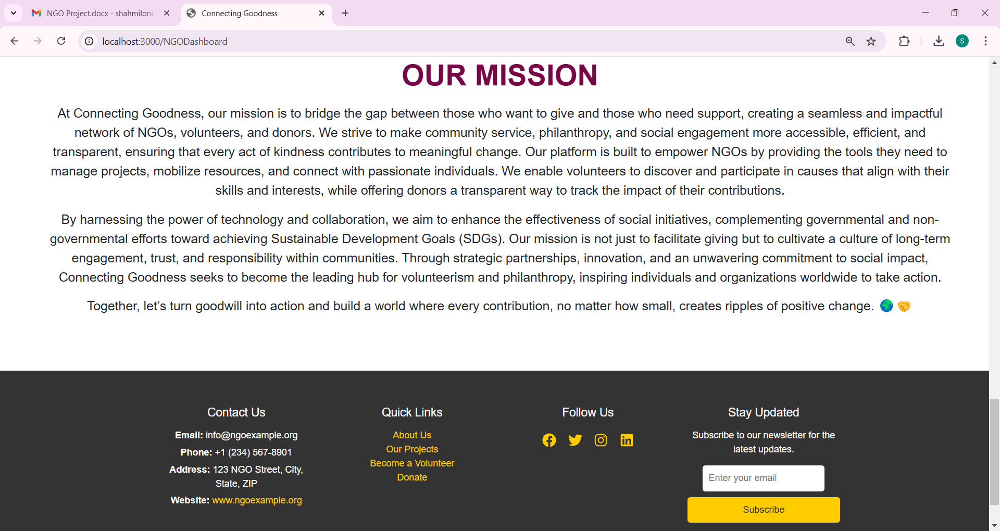 NGO Project.docx - shahmiloni.
Connecting Goodness
localhost:3000/NGODashboard
S
OUR MISSION
At Connecting Goodness, our mission is to bridge the gap between those who want to give and those who need support, creating a seamless and impactful
network of NGOs, volunteers, and donors. We strive to make community service, philanthropy, and social engagement more accessible, efficient, and
transparent, ensuring that every act of kindness contributes to meaningful change. Our platform is built to empower NGOs by providing the tools they need to
manage projects, mobilize resources, and connect with passionate individuals. We enable volunteers to discover and participate in causes that align with their
skills and interests, while offering donors a transparent way to track the impact of their contributions.
By harnessing the power of technology and collaboration, we aim to enhance the effectiveness of social initiatives, complementing governmental and non-
governmental efforts toward achieving Sustainable Development Goals (SDGs). Our mission is not just to facilitate giving but to cultivate a culture of long-term
engagement, trust, and responsibility within communities. Through strategic partnerships, innovation, and an unwavering commitment to social impact,
Connecting Goodness seeks to become the leading hub for volunteerism and philanthropy, inspiring individuals and organizations worldwide to take action.
Together, let’s turn goodwill into action and build a world where every contribution, no matter how small, creates ripples of positive change. 🌍 🤝
Contact Us
Email: info@ngoexample.org
Phone: +1 (234) 567-8901
Address: 123 NGO Street, City,
State, ZIP
Website: www.ngoexample.org
Quick Links
About Us
Our Projects
Become a Volunteer
Donate
Follow Us
Stay Updated
Subscribe to our newsletter for the
latest updates.
Enter your email
Subscribe